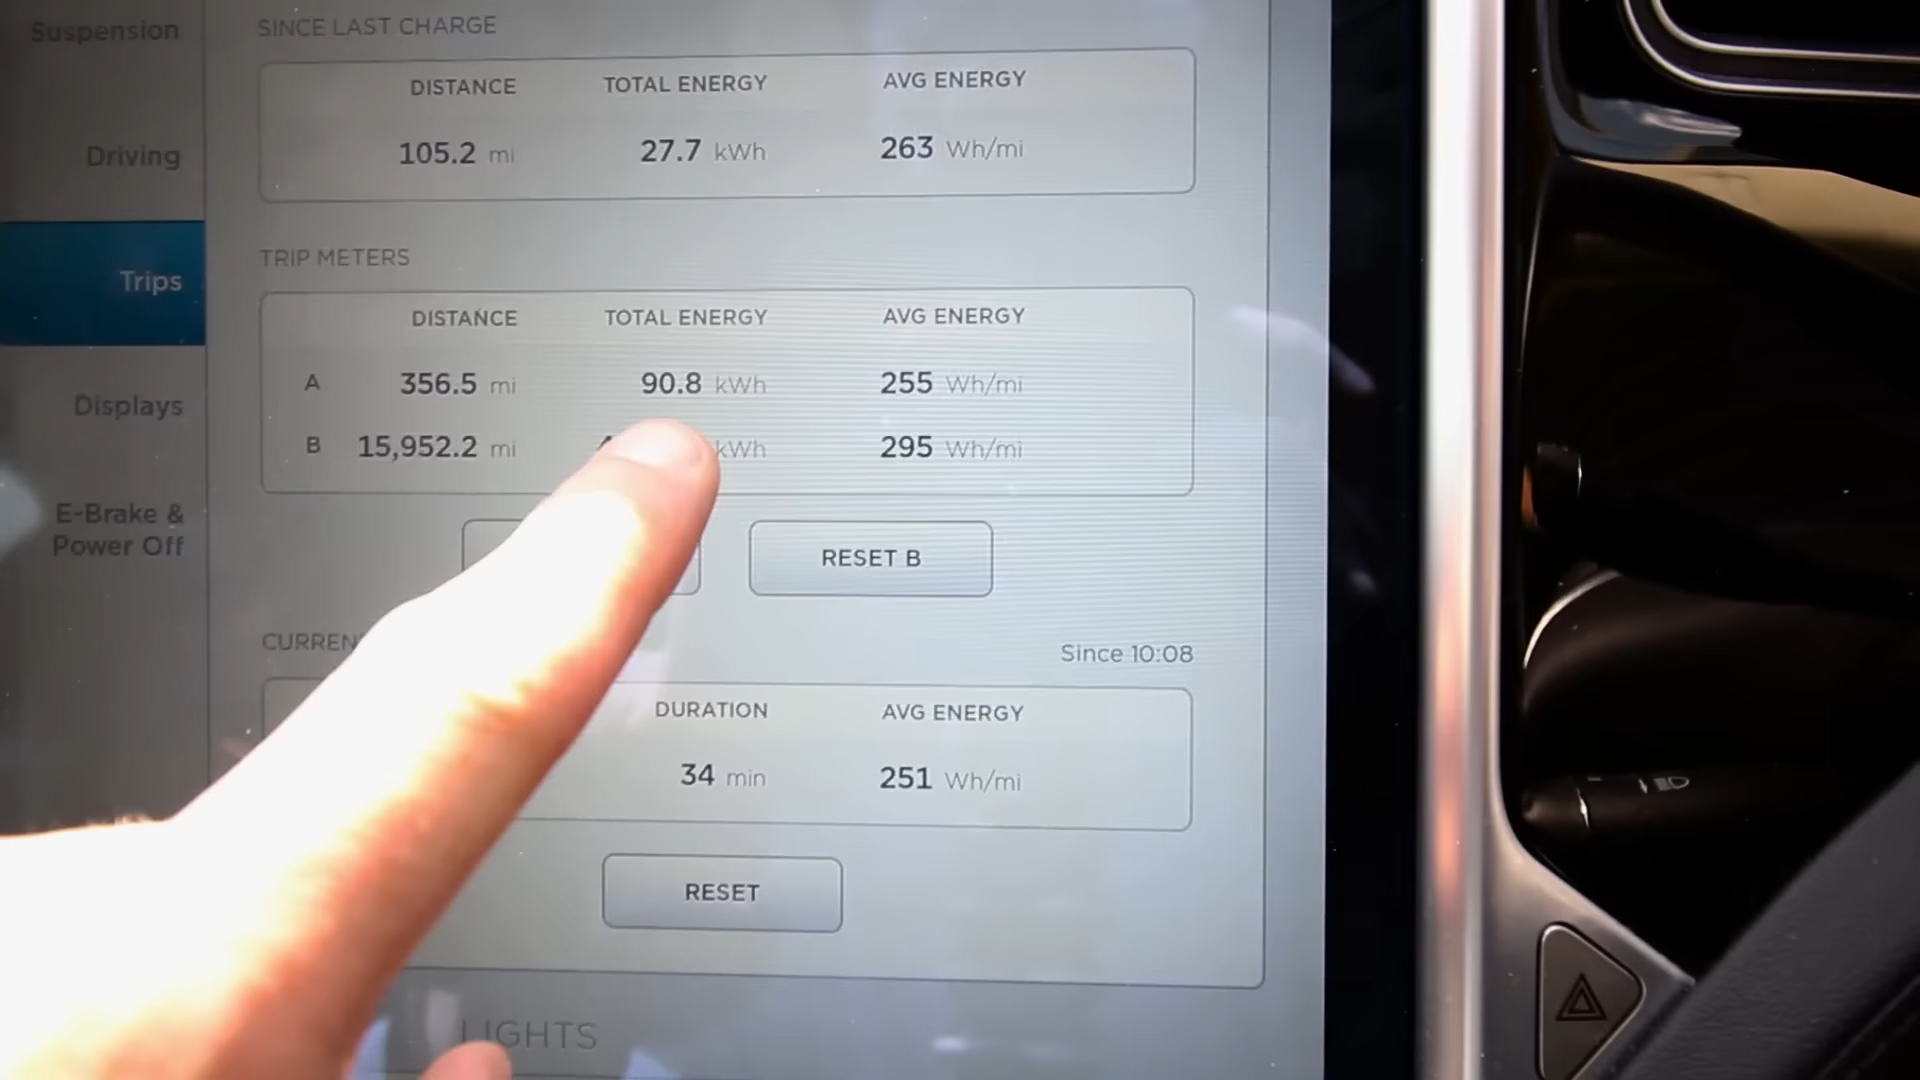 Suspension
SINCE LAST CHARGE
DISTANCE TOTAL ENERGY AVG ENERGY
105.2 mi 27.7 kWh 263 Wh/mi
Driving
TRIP METERS
Trips
DISTANCE TOTAL ENERGY AVG ENERGY
A 356.5 mi 90.8 kWh 255 Wh/mi
Displays
B 15,952.2 mi kWh 295 Wh/mi
E-Brake &
Power Off
RESET B
Since 10:08
DURATION AVG ENERGY
34 min 251 Wh/mi
RESET
LIGHTS